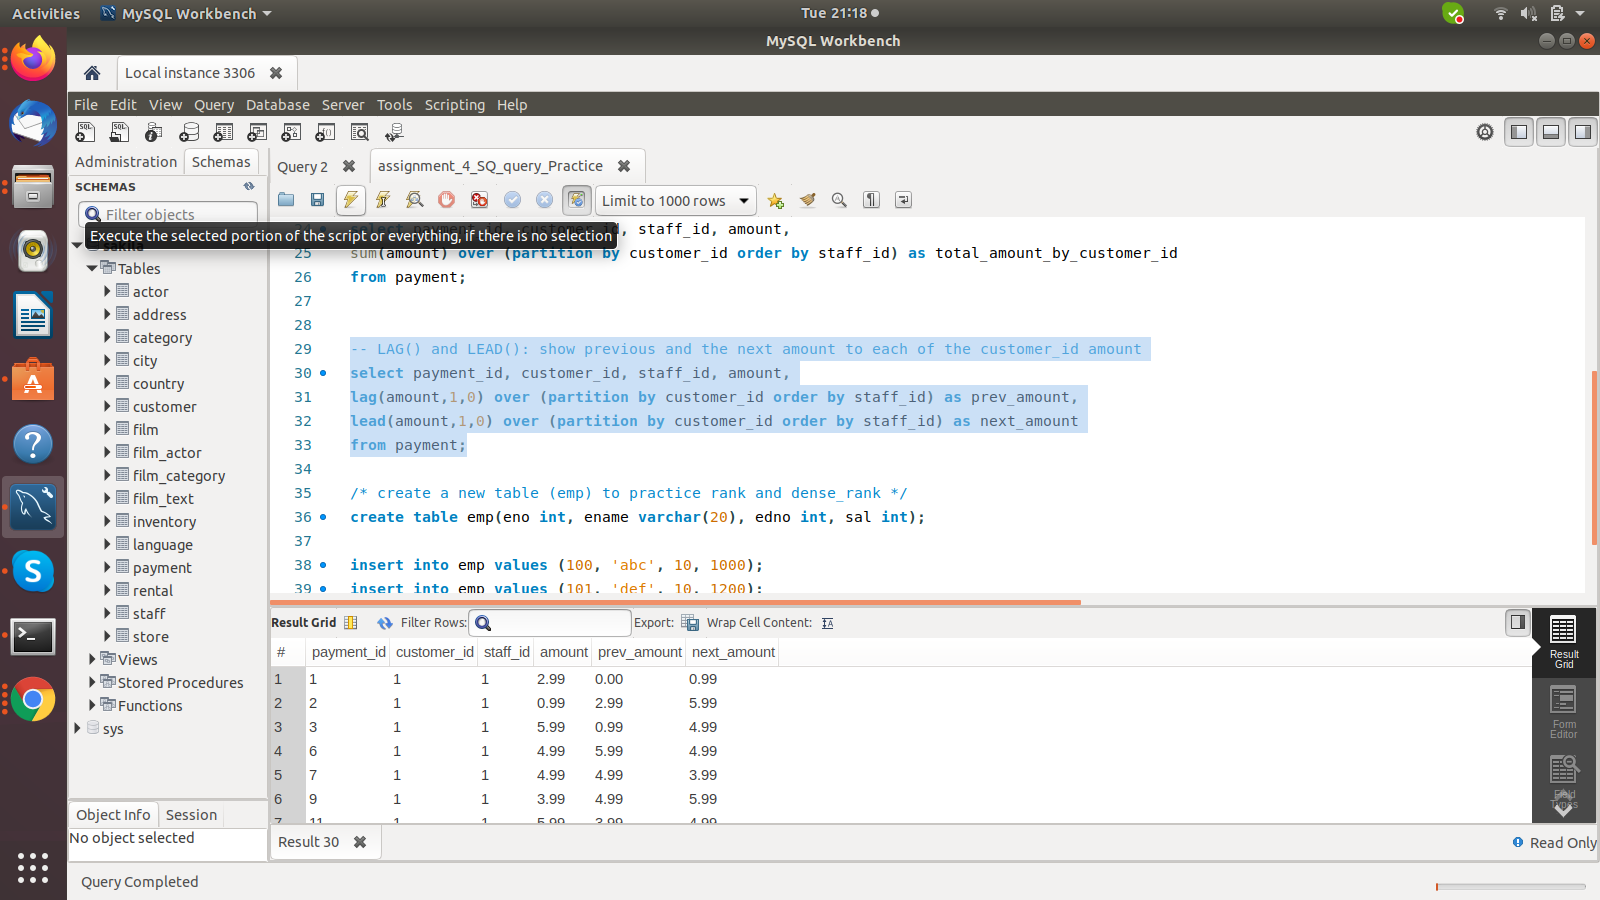 Activities
MySQL Workbench
Tue 21:18
MySQL Workbench
Local instance 3306
File Edit View Query Database Server Tools Scripting Help
Administration Schemas
Query 2
assignment_4_SQ_query_Practice
SCHEMAS
Filter objects
Limit to 1000 rows
Execute the selected portion of the script or everything, if there is no selection
sakila
Tables
actor
address
category
city
country
customer
film
film_actor
film_category
film_text
inventory
language
payment
rental
staff
store
Views
Stored Procedures
Functions
sys
staff_id, amount,
25 sum(amount) over (partition by customer_id order by staff_id) as total_amount_by_customer_id
26 from payment;
27
28
29 -- LAG() and LEAD(): show previous and the next amount to each of the customer_id amount
30 select payment_id, customer_id, staff_id, amount,
31 lag(amount,1,0) over (partition by customer_id order by staff_id) as prev_amount,
32 lead(amount,1,0) over (partition by customer_id order by staff_id) as next_amount
33 from payment;
34
35 /* create a new table (emp) to practice rank and dense_rank */
36 create table emp(eno int, ename varchar(20), edno int, sal int);
37
38 insert into emp values (100, 'abc', 10, 1000);
39 insert into emp values (101, 'def', 10, 1200);
Result Grid Filter Rows: Export: Wrap Cell Content:
# payment_id customer_id staff_id amount prev_amount next_amount
1 1 1 1 2.99 0.00 0.99
2 2 1 1 0.99 2.99 5.99
3 3 1 1 5.99 0.99 4.99
4 6 1 1 4.99 5.99 4.99
5 7 1 1 4.99 4.99 3.99
6 9 1 1 3.99 4.99 5.99
7 11 1 1 5.99 3.99 4.99
Result Grid
Form Editor
Field Types
Object Info Session
No object selected
Result 30
Read Only
Query Completed